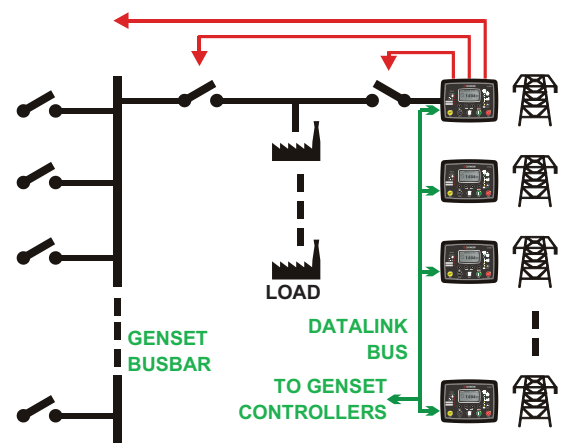 LOAD
GENSET
BUSBAR
DATALINK
BUS
TO GENSET
CONTROLLERS